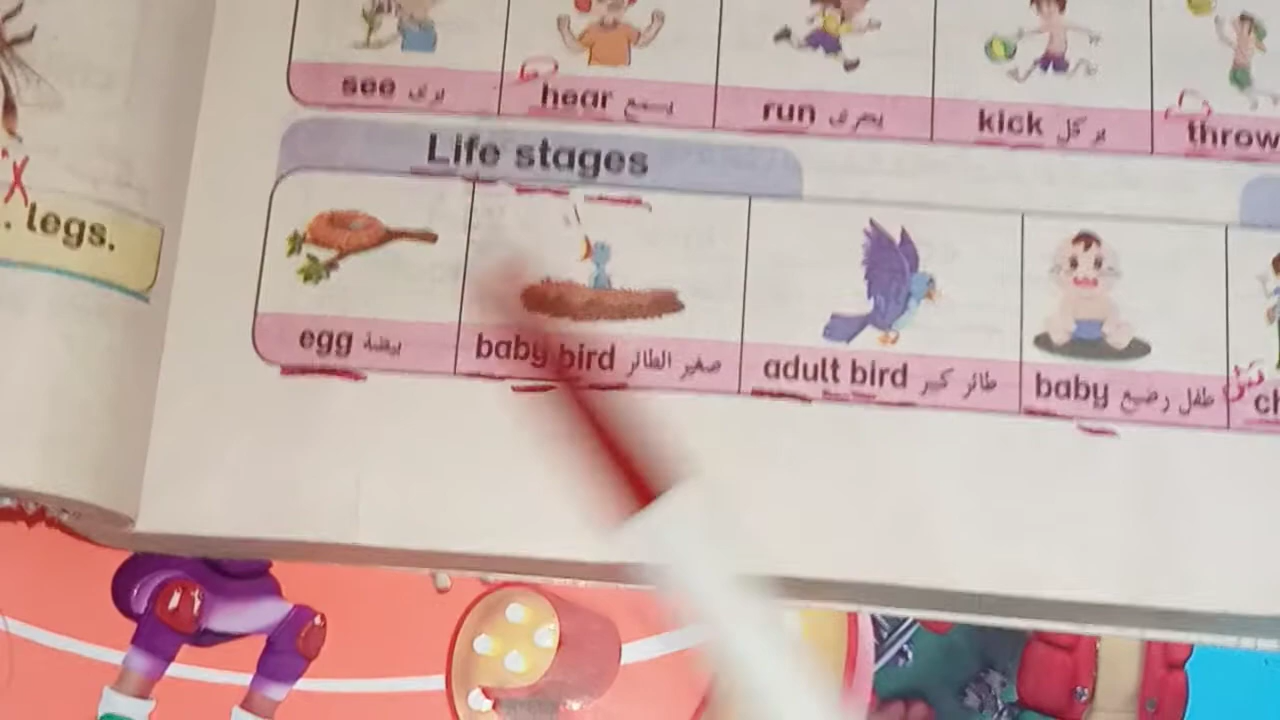 see يرى hear يسمع run يجرى kick يركل throw
Life stages
legs.
egg بيضة baby bird صغير الطائر adult bird طائر كبير baby طفل رضيع